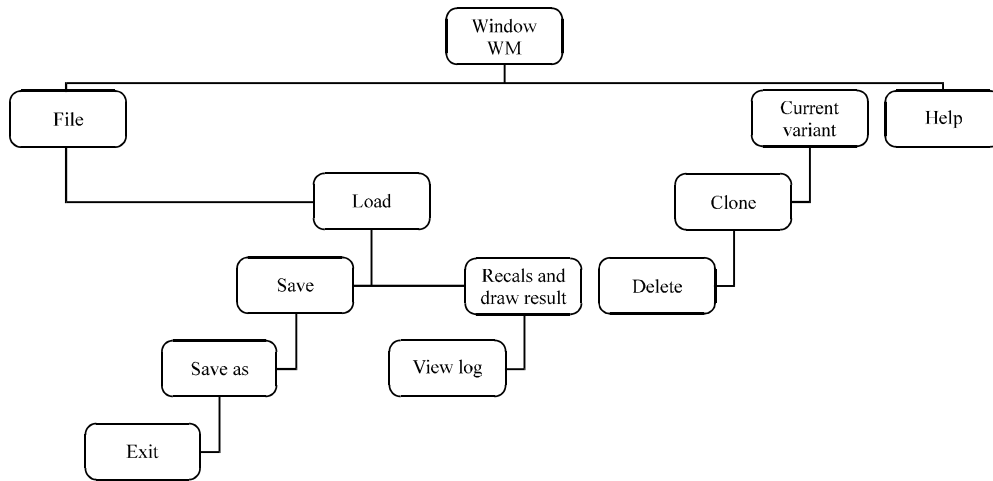 Window
WM
File
Current
variant
Help
Load
Clone
Save
Recals and
draw result
Delete
Save as
View log
Exit